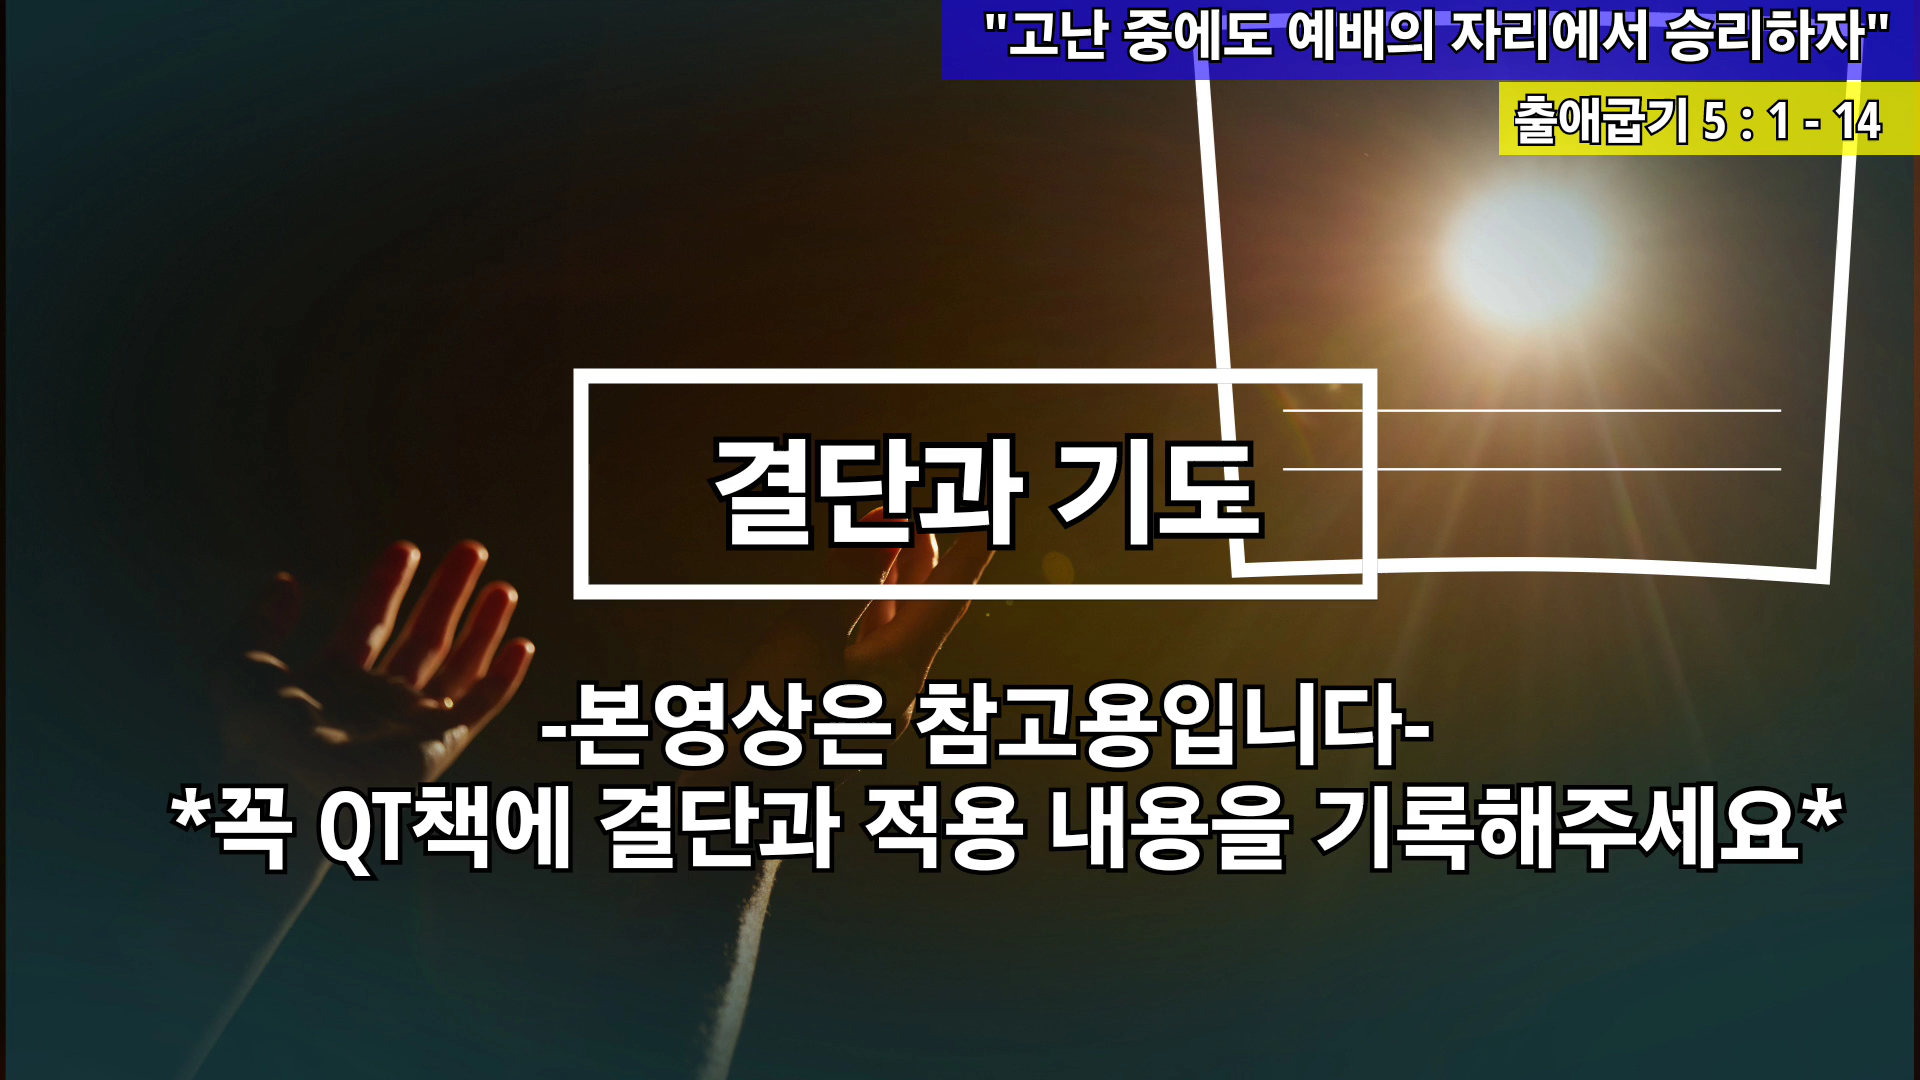 "고난 중에도 예배의 자리에서 승리하자"
출애굽기 5 : 1 - 14
결단과 기도
-본영상은 참고용입니다-
*꼭 QT책에 결단과 적용 내용을 기록해주세요*